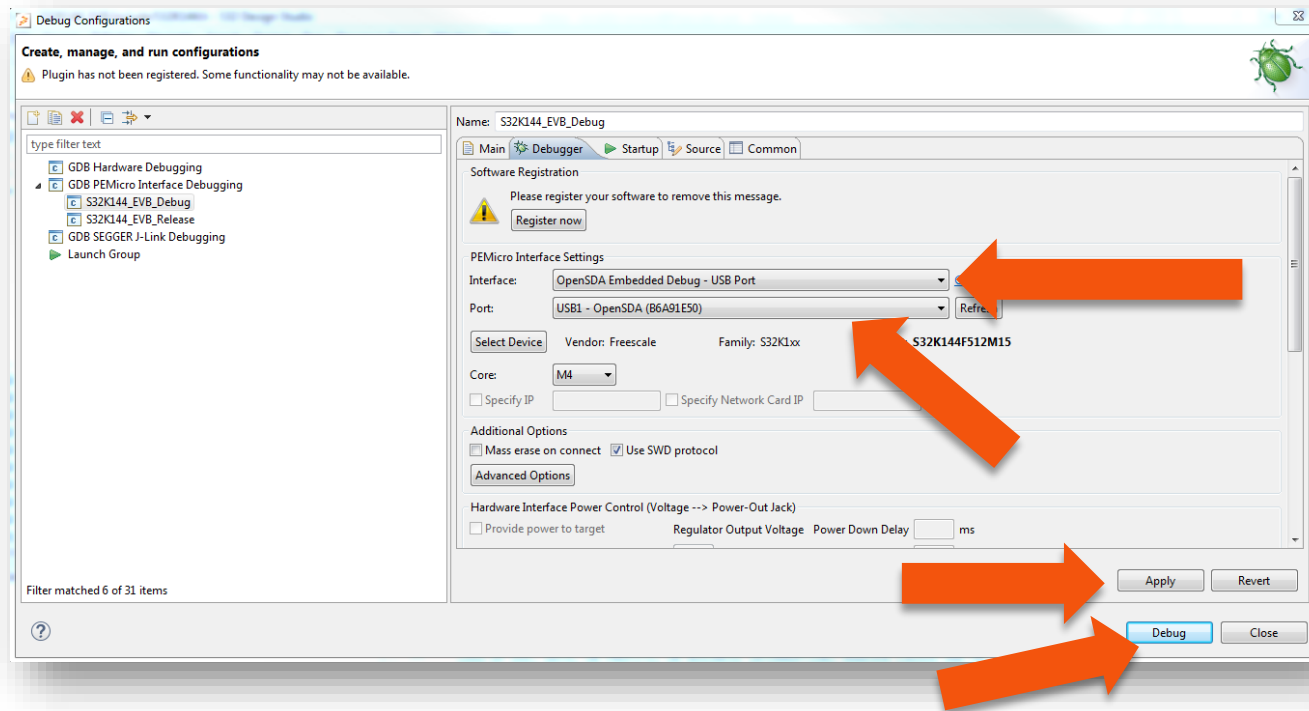 Debug Configurations
Create, manage, and run configurations
Plugin has not been registered. Some functionality may not be available.
type filter text
GDB Hardware Debugging
GDB PEMicro Interface Debugging
S32K144_EVB_Debug
S32K144_EVB_Release
GDB SEGGER J-Link Debugging
Launch Group
Filter matched 6 of 31 items
Name: S32K144_EVB_Debug
Main Debugger Startup Source Common
Software Registration
Please register your software to remove this message.
Register now
PEMicro Interface Settings
Interface: OpenSDA Embedded Debug - USB Port
Port: USB1 - OpenSDA (B6A91E50)
Select Device Vendor: Freescale Family: S32K1xx S32K144F512M15
Core: M4
Specify IP Specify Network Card IP
Additional Options
Mass erase on connect Use SWD protocol
Advanced Options
Hardware Interface Power Control (Voltage --> Power-Out Jack)
Provide power to target Regulator Output Voltage Power Down Delay ms
Apply Revert
Debug Close